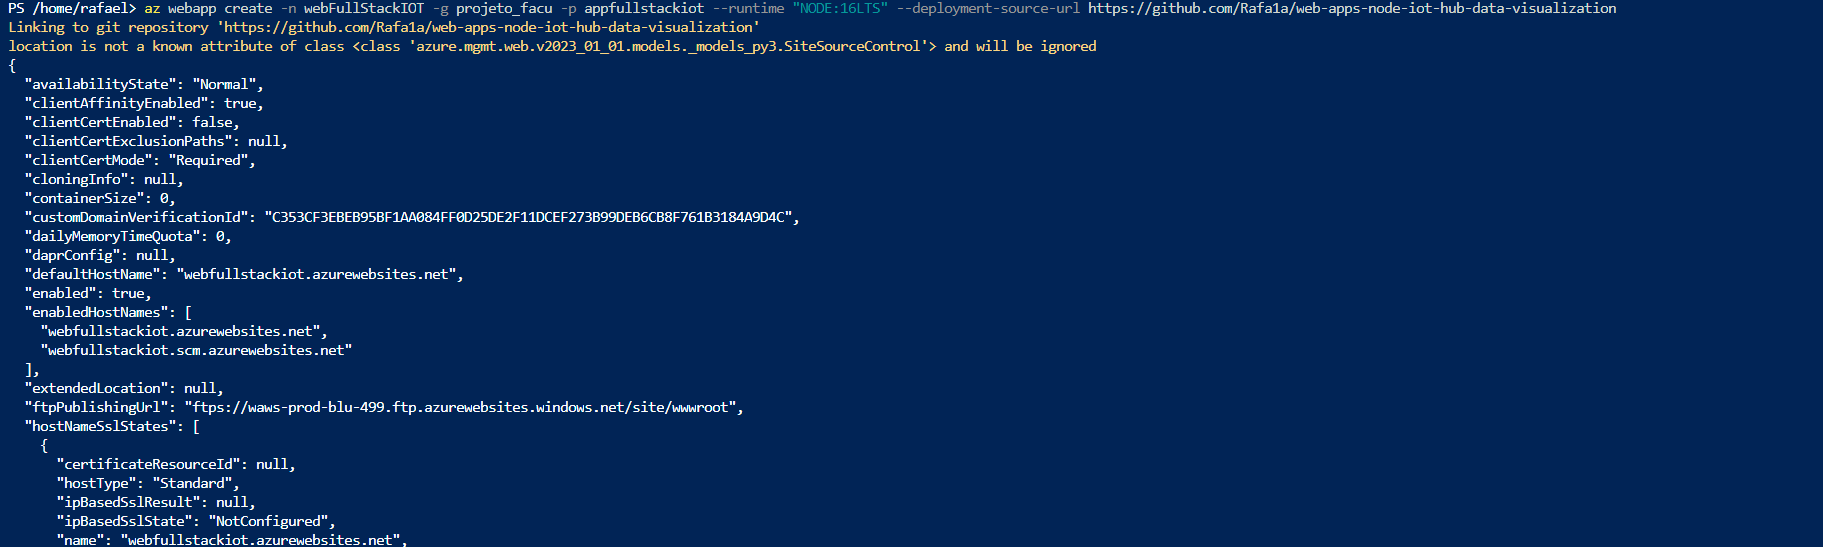 PS /home/rafael> az webapp create -n webFullStackIOT -g projeto_facu -p appfullstackiot --runtime "NODE:16LTS" --deployment-source-url https://github.com/Rafa1a/web-apps-node-iot-hub-data-visualization
Linking to git repository 'https://github.com/Rafa1a/web-apps-node-iot-hub-data-visualization'
location is not a known attribute of class <class 'azure.mgmt.web.v2023_01_01.models._models_py3.SiteSourceControl'> and will be ignored
{
  "availabilityState": "Normal",
  "clientAffinityEnabled": true,
  "clientCertEnabled": false,
  "clientCertExclusionPaths": null,
  "clientCertMode": "Required",
  "cloningInfo": null,
  "containerSize": 0,
  "customDomainVerificationId": "C353CF3EBEB95BF1AA084FF0D25DE2F11DCEF273B99DEB6CB8F761B3184A9D4C",
  "dailyMemoryTimeQuota": 0,
  "daprConfig": null,
  "defaultHostName": "webfullstackiot.azurewebsites.net",
  "enabled": true,
  "enabledHostNames": [
    "webfullstackiot.azurewebsites.net",
    "webfullstackiot.scm.azurewebsites.net"
  ],
  "extendedLocation": null,
  "ftpPublishingUrl": "ftps://waws-prod-blu-499.ftp.azurewebsites.windows.net/site/wwwroot",
  "hostNameSslStates": [
    {
      "certificateResourceId": null,
      "hostType": "Standard",
      "ipBasedSslResult": null,
      "ipBasedSslState": "NotConfigured",
      "name": "webfullstackiot.azurewebsites.net",